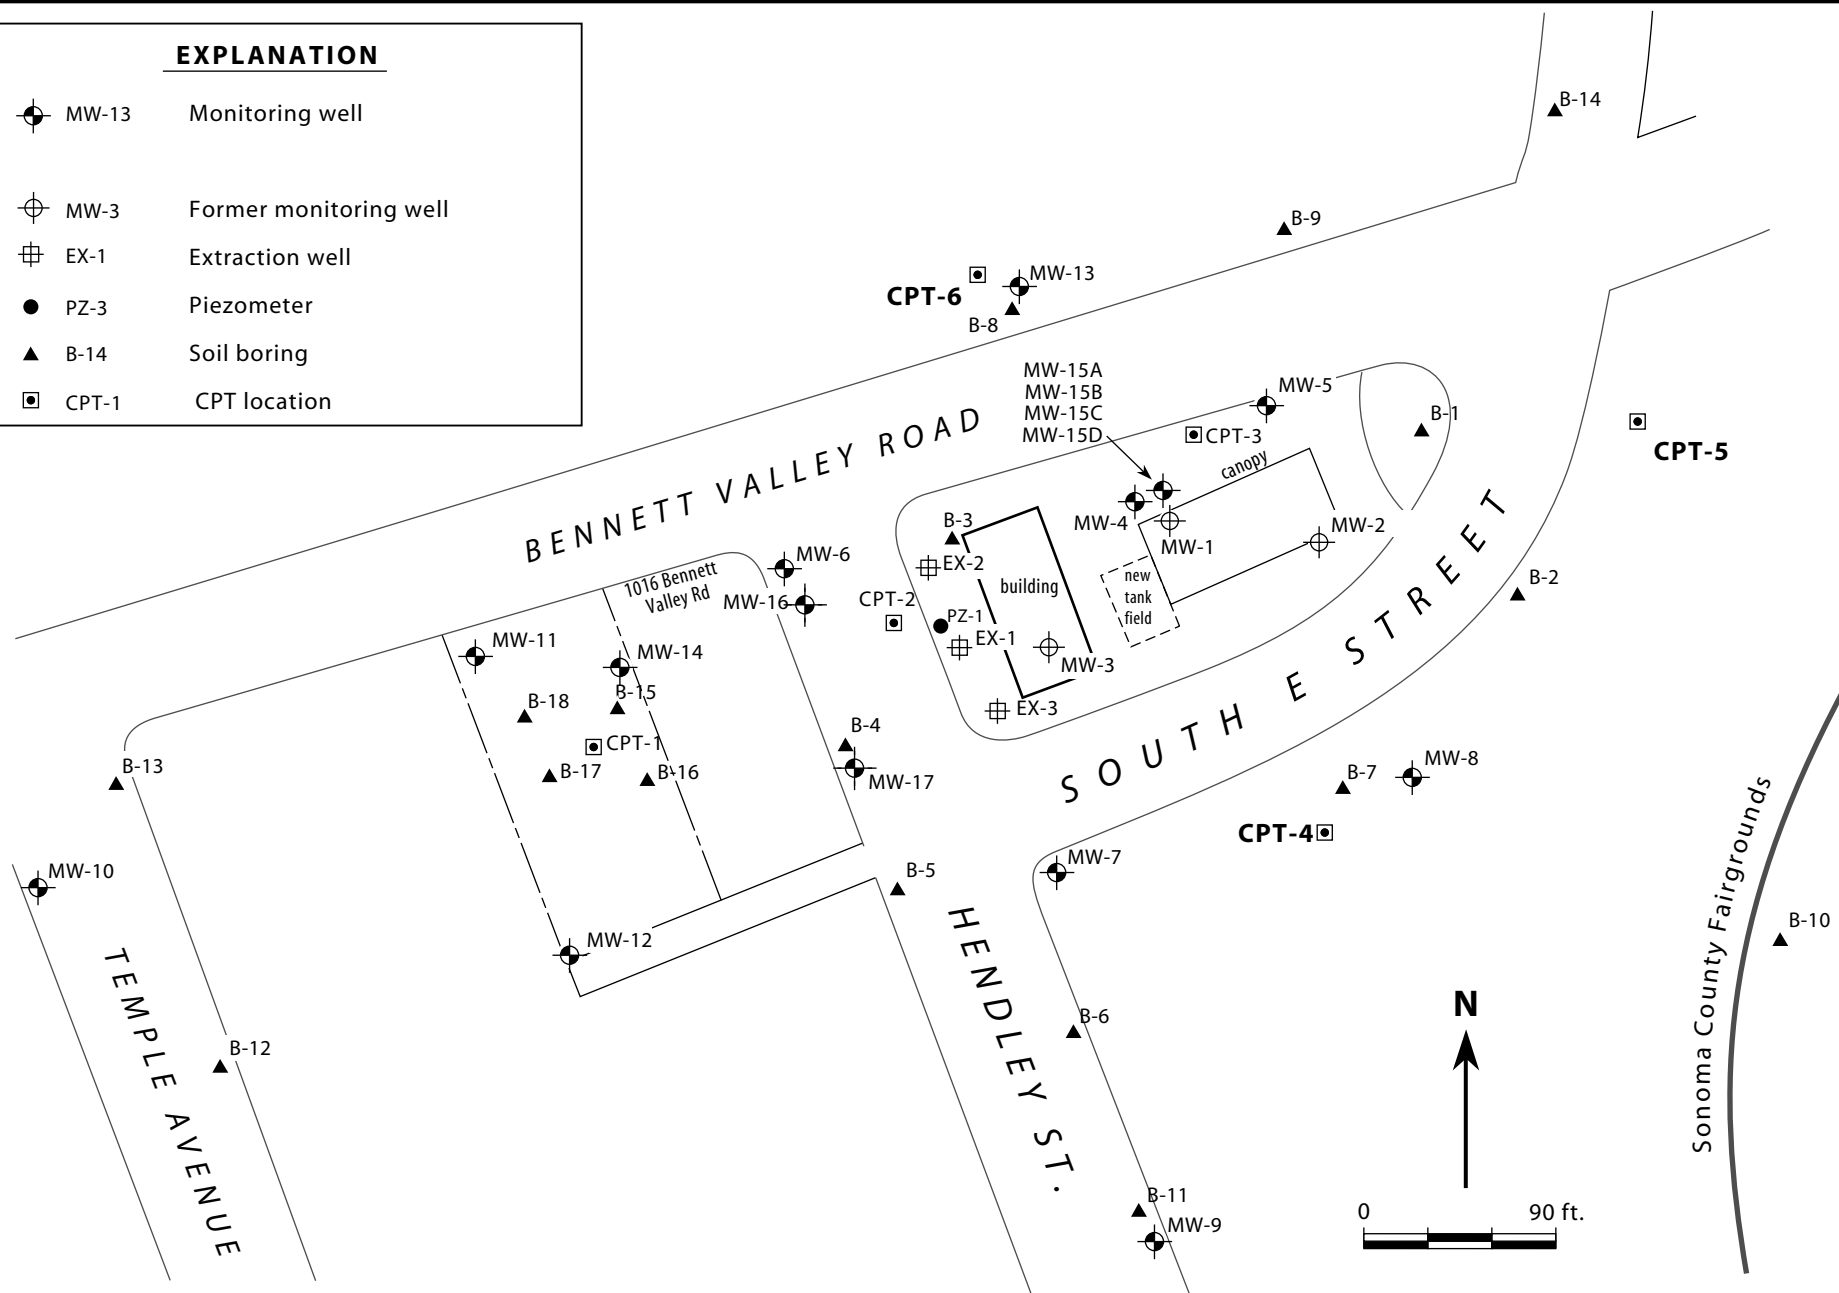 EXPLANATION
MW-13 Monitoring well
MW-3 Former monitoring well
EX-1 Extraction well
PZ-3 Piezometer
B-14 Soil boring
CPT-1 CPT location
B-14
B-9
MW-13
CPT-6
B-8
MW-15A
MW-15B
MW-15C
MW-15D
MW-5
B-1
CPT-3
CPT-5
BENNETT VALLEY ROAD
canopy
MW-4
MW-1
MW-2
B-3
EX-2
building
new
tank
field
B-2
MW-6
1016 Bennett
Valley Rd
MW-16
CPT-2
PZ-1
EX-1
MW-3
EX-3
SOUTH E STREET
MW-11
MW-14
B-15
B-18
CPT-1
B-17
B-16
B-4
MW-17
B-13
B-7
MW-8
CPT-4
MW-7
MW-10
B-5
MW-12
B-10
Sonoma County Fairgrounds
HENDLEY ST.
TEMPLE AVENUE
B-6
B-12
N
B-11
MW-9
0 90 ft.